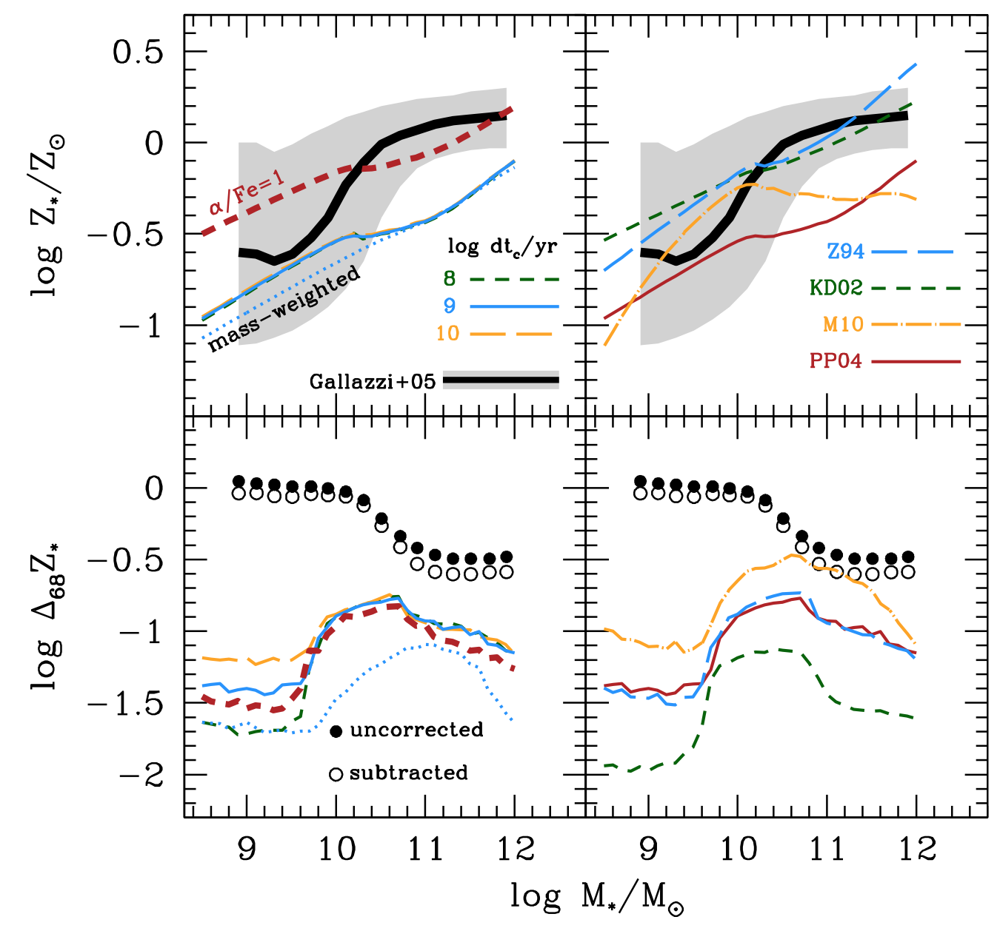 log Z*/Z⊙
0.5
0
−0.5
−1
α/Fe=1
mass−weighted
log dt_c/yr
8
9
10
Gallazzi+05
Z94
KD02
M10
PP04
log Δ68Z*
0
−0.5
−1
−1.5
−2
uncorrected
subtracted
9 10 11 12
9 10 11 12
log M*/M⊙